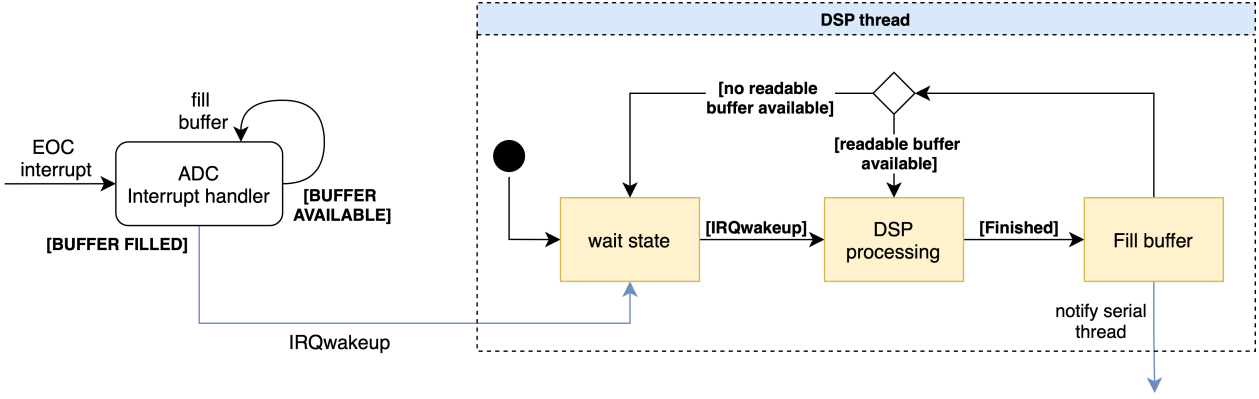 DSP thread
fill
buffer
EOC
interrupt
ADC
Interrupt handler
[BUFFER
AVAILABLE]
[BUFFER FILLED]
IRQwakeup
[no readable
buffer available]
[readable buffer
available]
wait state
[IRQwakeup]
DSP
processing
[Finished]
Fill buffer
notify serial
thread